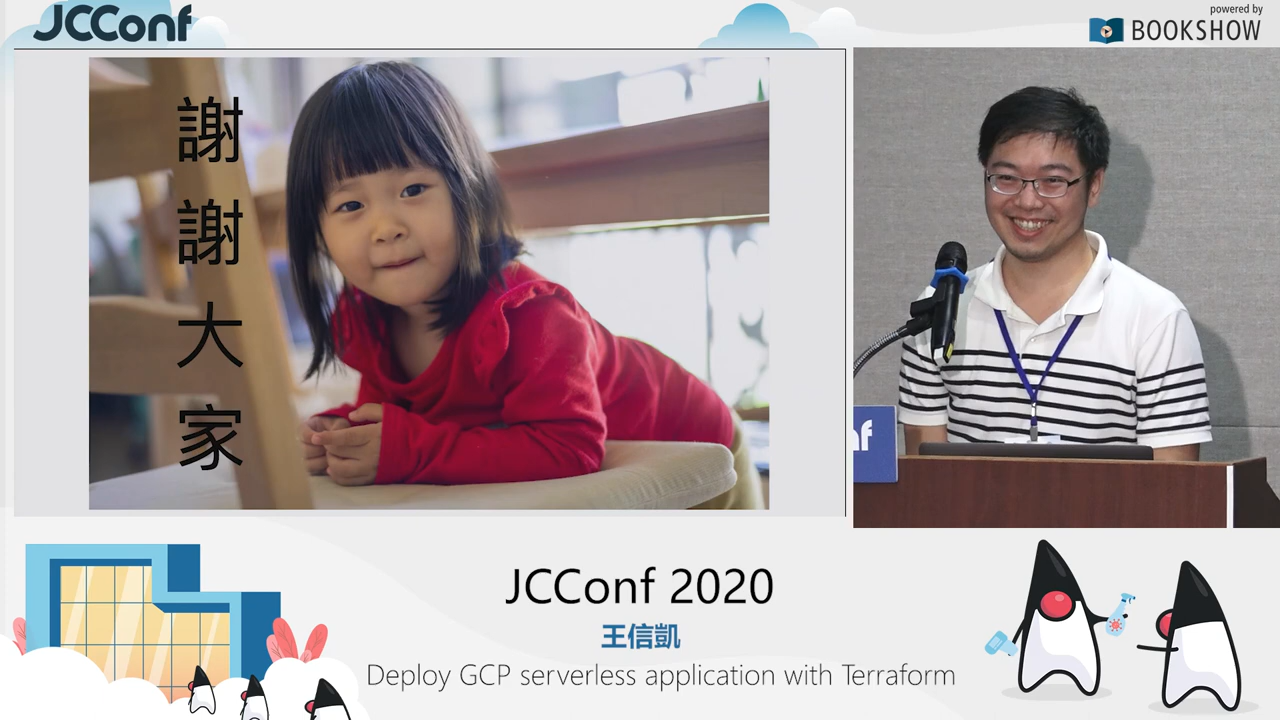 JCConf
powered by
BOOKSHOW
謝謝大家
nf
JCConf 2020
王信凱
Deploy GCP serverless application with Terraform